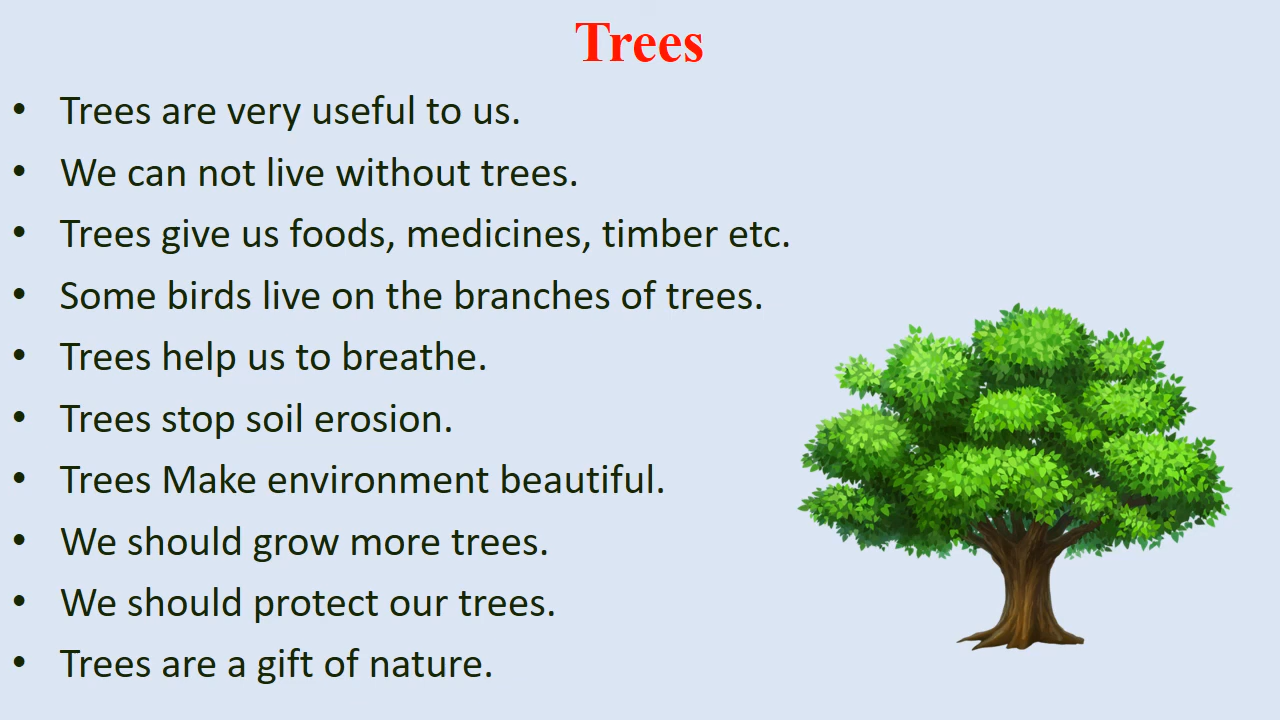 Trees
• Trees are very useful to us.
• We can not live without trees.
• Trees give us foods, medicines, timber etc.
• Some birds live on the branches of trees.
• Trees help us to breathe.
• Trees stop soil erosion.
• Trees Make environment beautiful.
• We should grow more trees.
• We should protect our trees.
• Trees are a gift of nature.